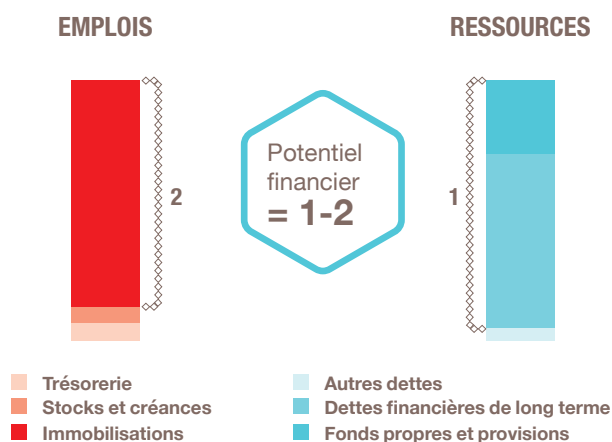 EMPLOIS
RESSOURCES
2
Potentiel
financier
= 1-2
1
Trésorerie
Stocks et créances
Immobilisations
Autres dettes
Dettes financières de long terme
Fonds propres et provisions